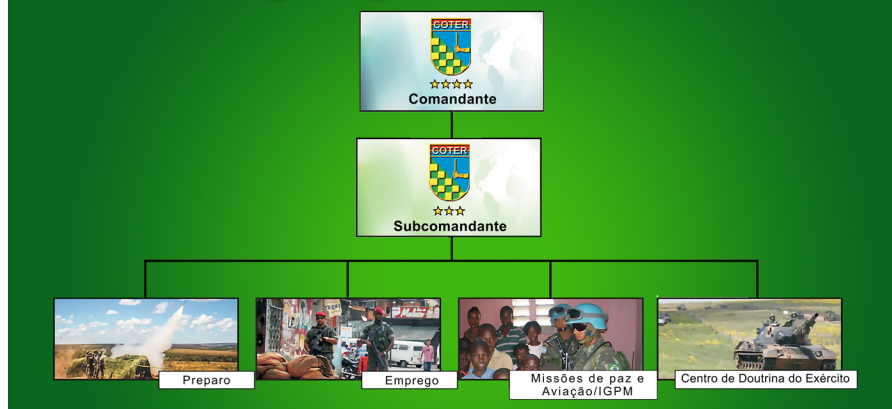 COTER
Comandante
COTER
Subcomandante
Preparo
Emprego
Missões de paz e
Aviação/IGPM
Centro de Doutrina do Exército